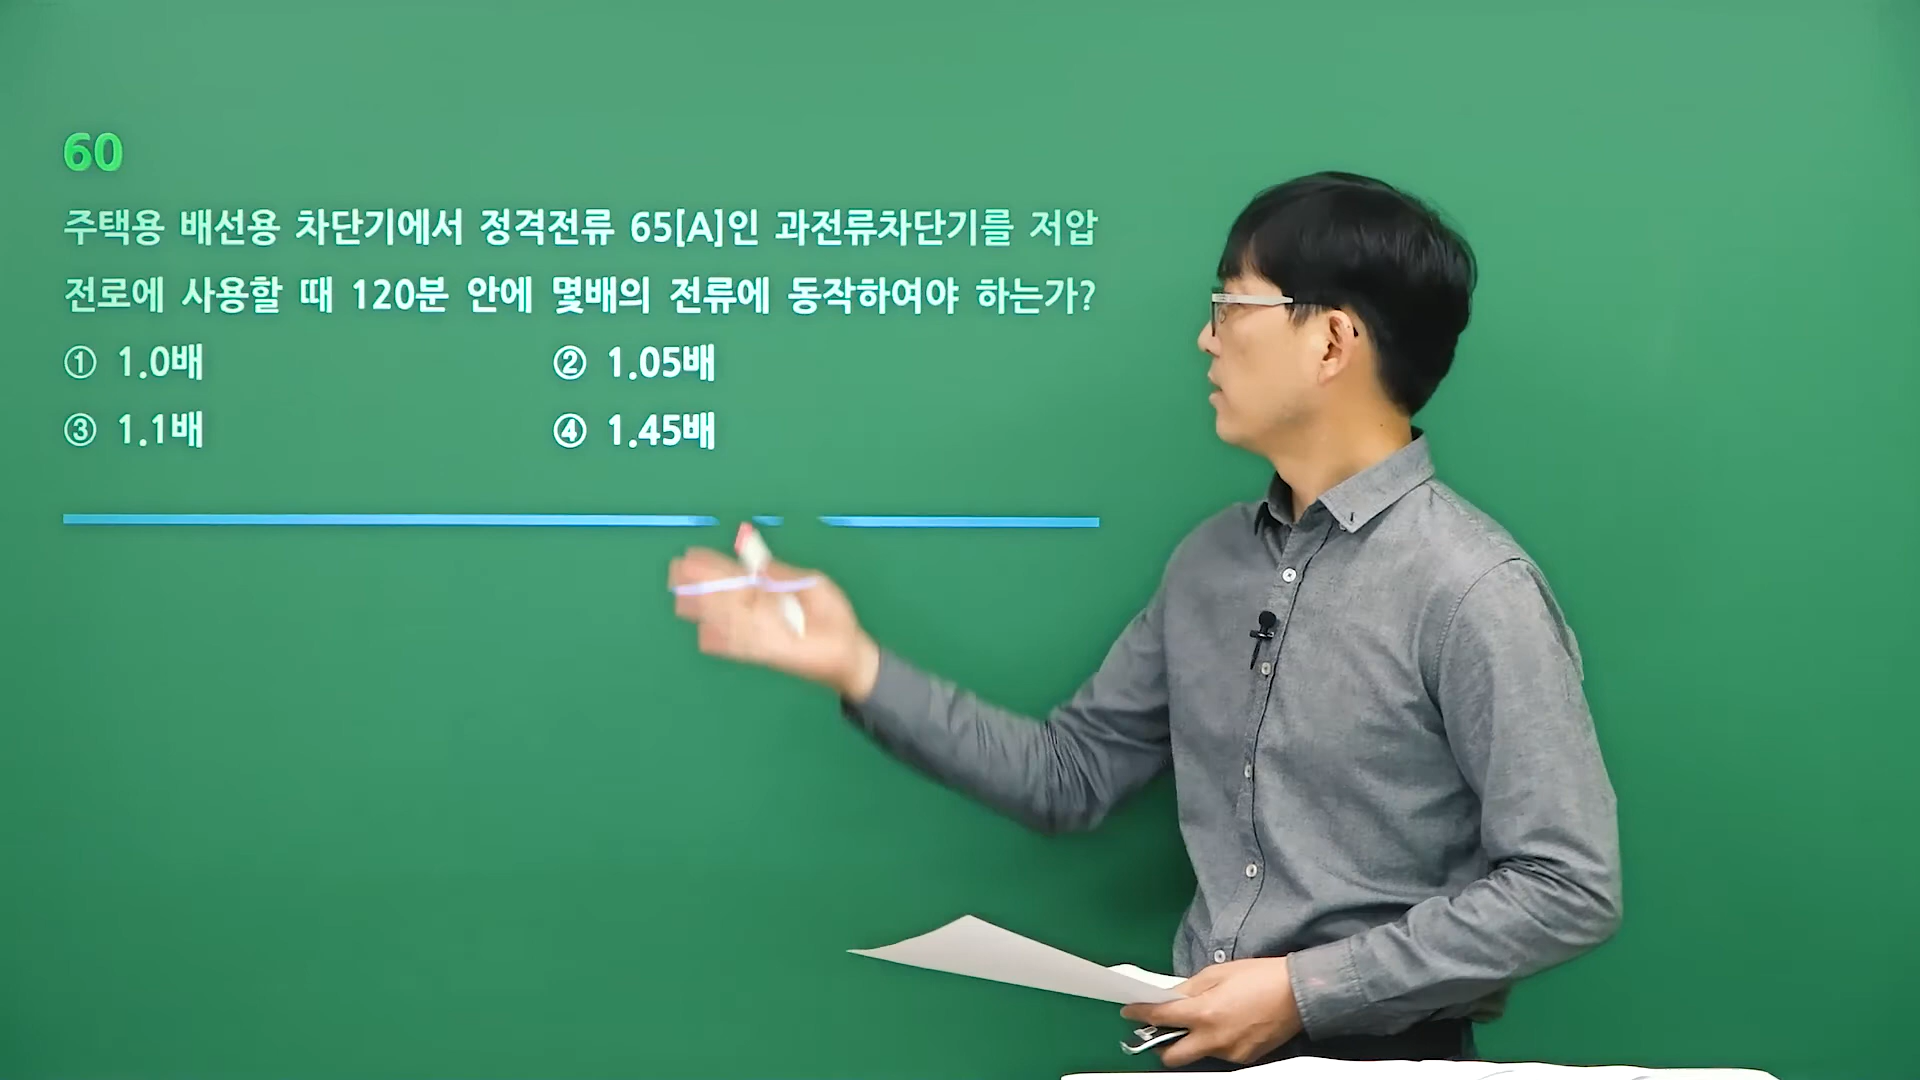 60
주택용 배선용 차단기에서 정격전류 65[A]인 과전류차단기를 저압
전로에 사용할 때 120분 안에 몇배의 전류에 동작하여야 하는가?
① 1.0배 ② 1.05배
③ 1.1배 ④ 1.45배